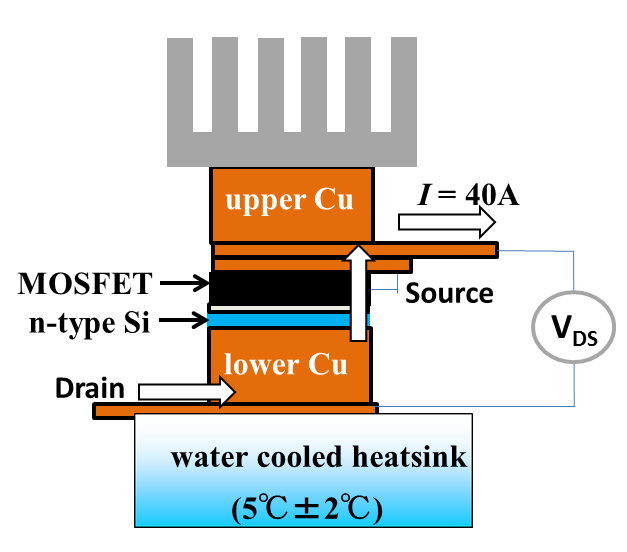 upper Cu
I = 40A
MOSFET
Source
n-type Si
VDS
lower Cu
Drain
water cooled heatsink
(5℃±2℃)